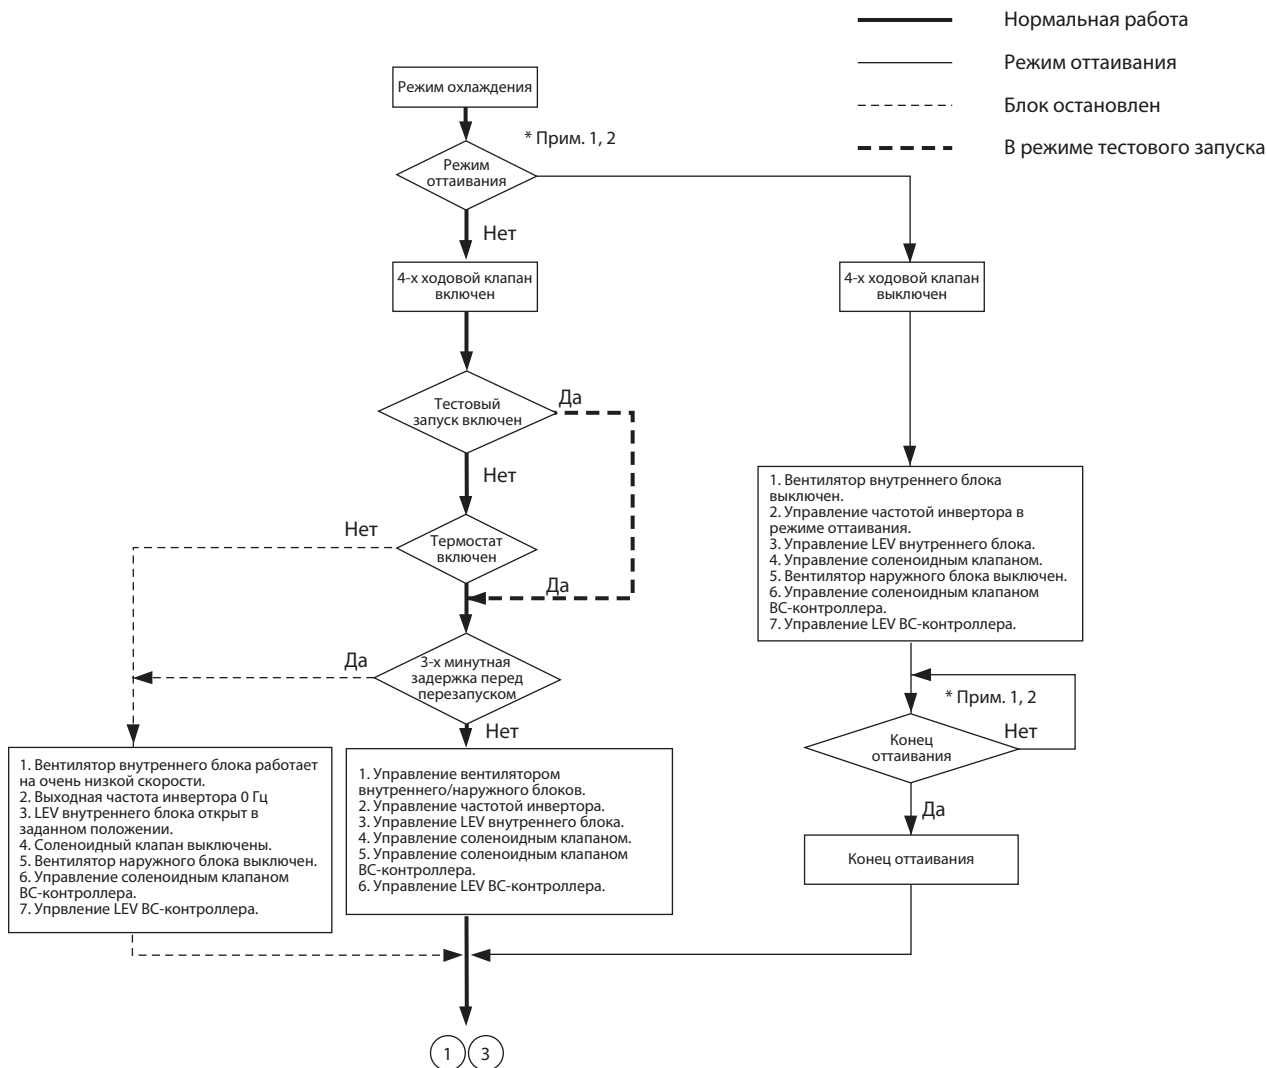 Нормальная работа
Режим оттаивания
Блок остановлен
В режиме тестового запуска
Режим охлаждения
* Прим. 1, 2
Режим
оттаивания
Нет
4-х ходовой клапан
включен
4-х ходовой клапан
выключен
Тестовый
запуск включен
Да
Нет
Термостат
включен
Нет
Да
3-х минутная
задержка перед
перезапуском
Да
Нет
1. Вентилятор внутреннего блока
выключен.
2. Управление частотой инвертора в
режиме оттаивания.
3. Управление LEV внутреннего блока.
4. Управление соленоидным клапаном.
5. Вентилятор наружного блока выключен.
6. Управление соленоидным клапаном
BC-контроллера.
7. Управление LEV BC-контроллера.
* Прим. 1, 2
Конец
оттаивания
Нет
Да
Конец оттаивания
1. Вентилятор внутреннего блока работает
на очень низкой скорости.
2. Выходная частота инвертора 0 Гц
3. LEV внутреннего блока открыт в
заданном положении.
4. Соленоидный клапан выключены.
5. Вентилятор наружного блока выключен.
6. Управление соленоидным клапаном
BC-контроллера.
7. Упрвление LEV BC-контроллера.
1. Управление вентилятором
внутреннего/наружного блоков.
2. Управление частотой инвертора.
3. Управление LEV внутреннего блока.
4. Управление соленоидным клапаном.
5. Управление соленоидным клапаном
BC-контроллера.
6. Управление LEV BC-контроллера.
1 3